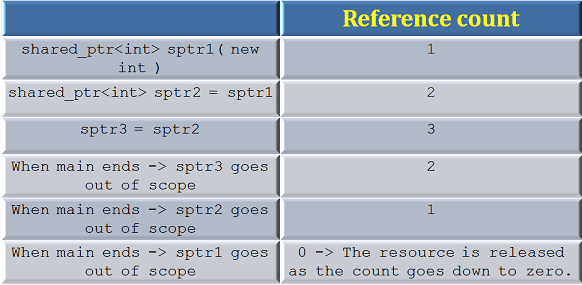 Reference count
shared_ptr<int> sptr1( new
int )
1
shared_ptr<int> sptr2 = sptr1
2
sptr3 = sptr2
3
When main ends -> sptr3 goes
out of scope
2
When main ends -> sptr2 goes
out of scope
1
When main ends -> sptr1 goes
out of scope
0 -> The resource is released
as the count goes down to zero.